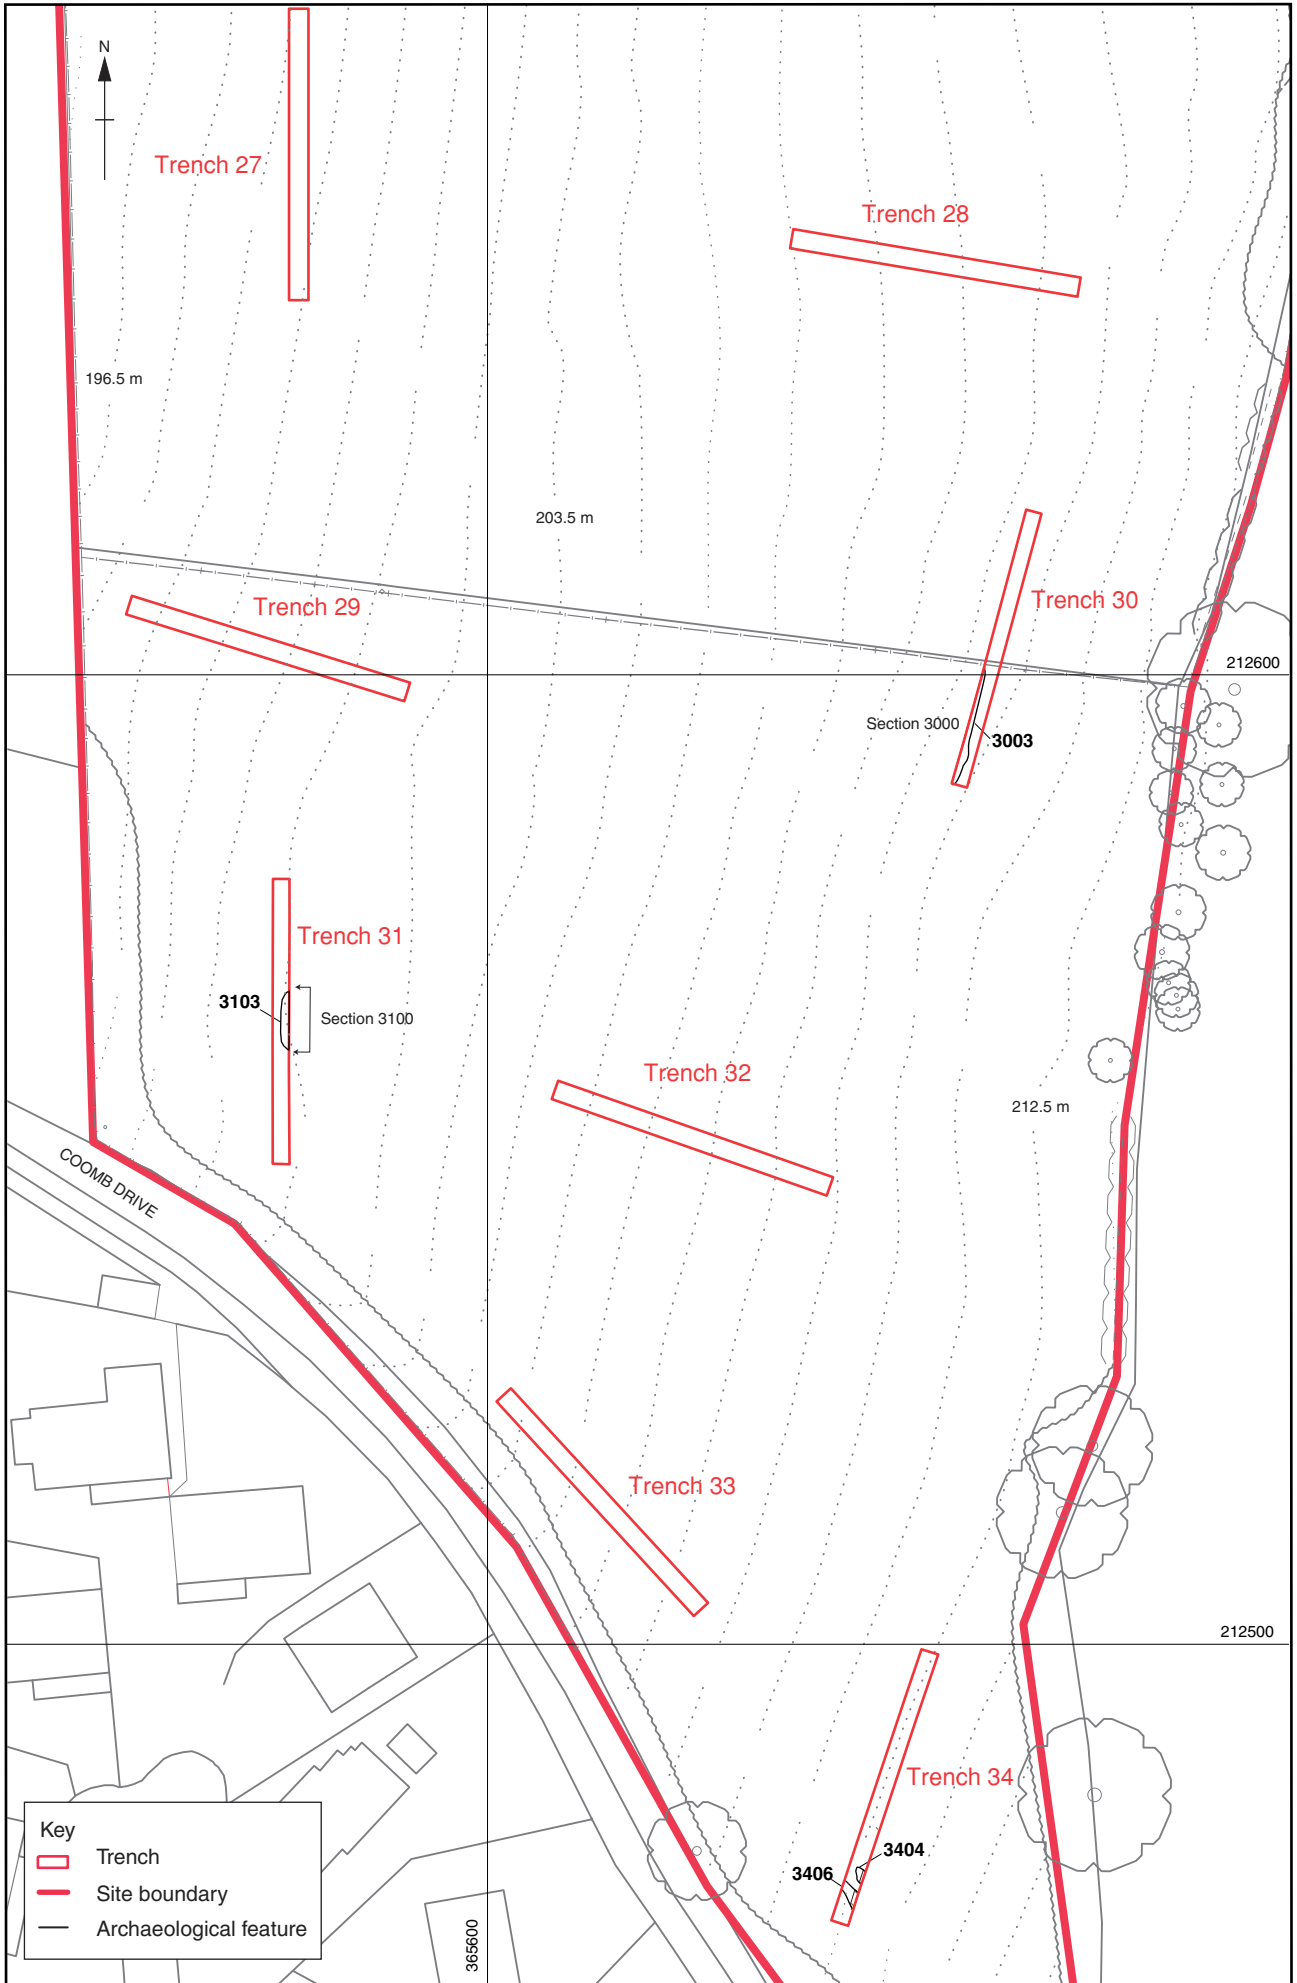 N
Trench 27
Trench 28
196.5 m
203.5 m
Trench 29
Trench 30
212600
Section 3000
3003
Trench 31
3103
Section 3100
Trench 32
212.5 m
COOMB DRIVE
Trench 33
212500
Trench 34
3404
3406
Key
Trench
Site boundary
Archaeological feature
365600